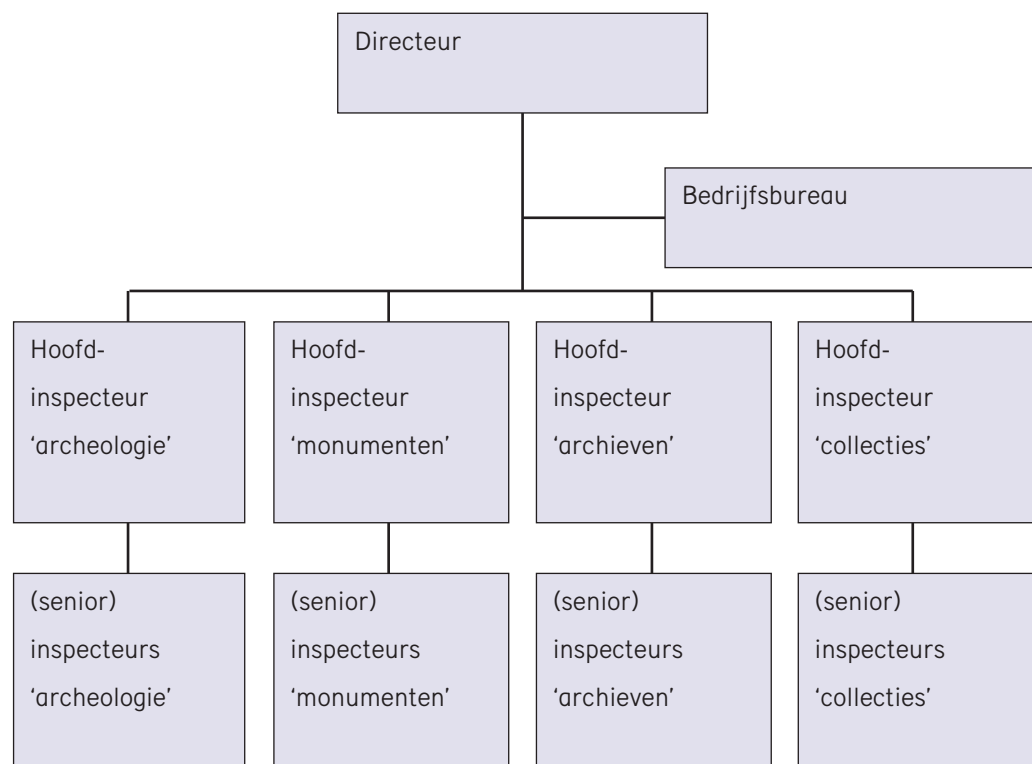 Directeur
Bedrijfsbureau
Hoofd-
inspecteur
‘archeologie’
Hoofd-
inspecteur
‘monumenten’
Hoofd-
inspecteur
‘archieven’
Hoofd-
inspecteur
‘collecties’
(senior)
inspecteurs
‘archeologie’
(senior)
inspecteurs
‘monumenten’
(senior)
inspecteurs
‘archieven’
(senior)
inspecteurs
‘collecties’